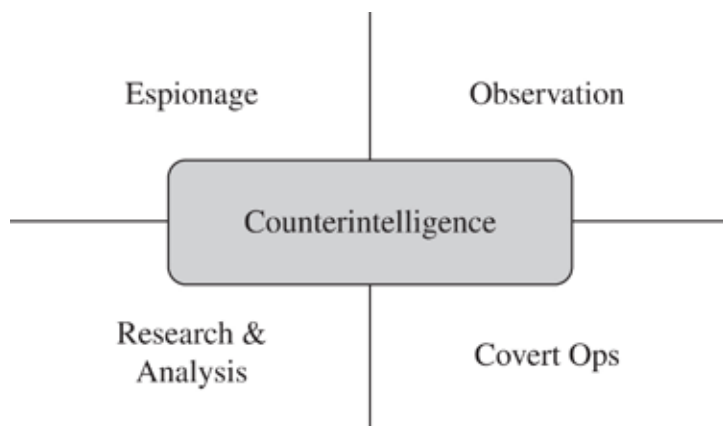 Espionage
Observation
Counterintelligence
Research &
Analysis
Covert Ops